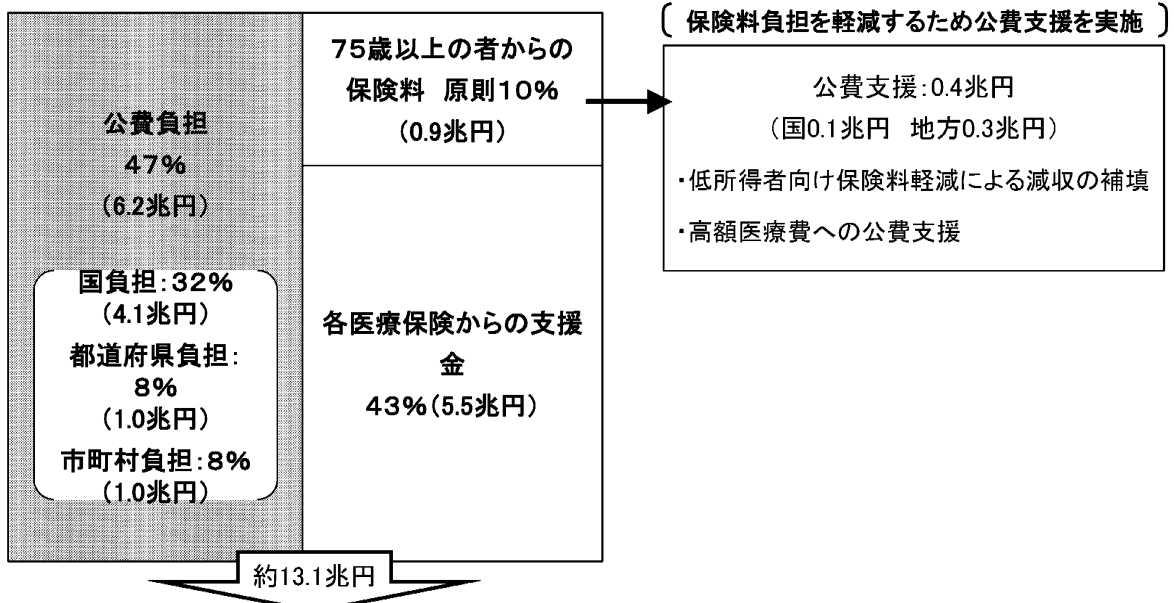 公費負担
47%
(6.2兆円)
国負担：32%
(4.1兆円)
都道府県負担：
8%
(1.0兆円)
市町村負担：8%
(1.0兆円)
75歳以上の者からの
保険料 原則10%
(0.9兆円)
各医療保険からの支援
金
43%(5.5兆円)
約13.1兆円
〔 保険料負担を軽減するため公費支援を実施 〕
公費支援：0.4兆円
（国0.1兆円 地方0.3兆円）
・低所得者向け保険料軽減による減収の補填
・高額医療費への公費支援